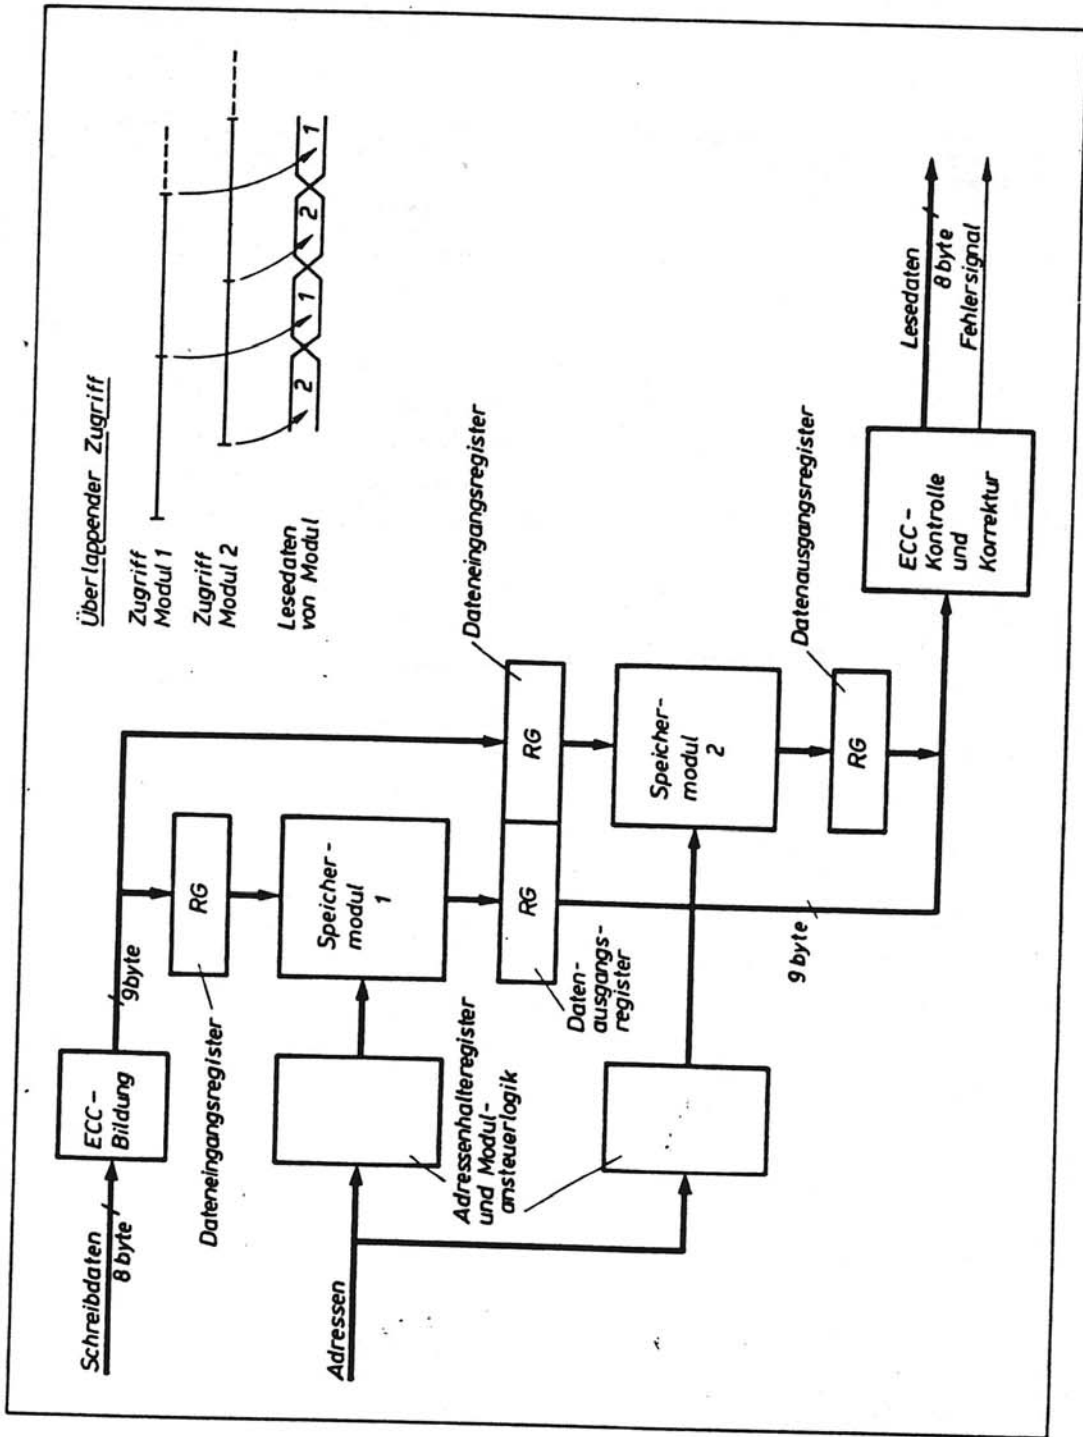 Schreibdaten
8 byte
ECC-
Bildung
9byte
RG
Dateneingangsregister
Adressen
Speicher-
modul
1
Adressenhalteregister
und Modul-
ansteuerlogik
RG
Daten-
ausgangs-
register
RG
Dateneingangsregister
Speicher-
modul
2
RG
Datenausgangsregister
9 byte
ECC-
Kontrolle
und
Korrektur
Lesedaten
8 byte
Fehlersignal
Überlappender Zugriff
Zugriff
Modul 1
Zugriff
Modul 2
Lesedaten
von Modul
2
1
2
1